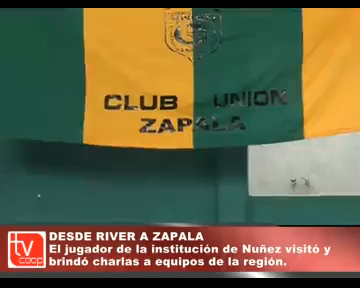 CLUB UNION
ZAPALA
DESDE RIVER A ZAPALA
El jugador de la institución de Nuñez visitó y
brindó charlas a equipos de la región.
tv
coop